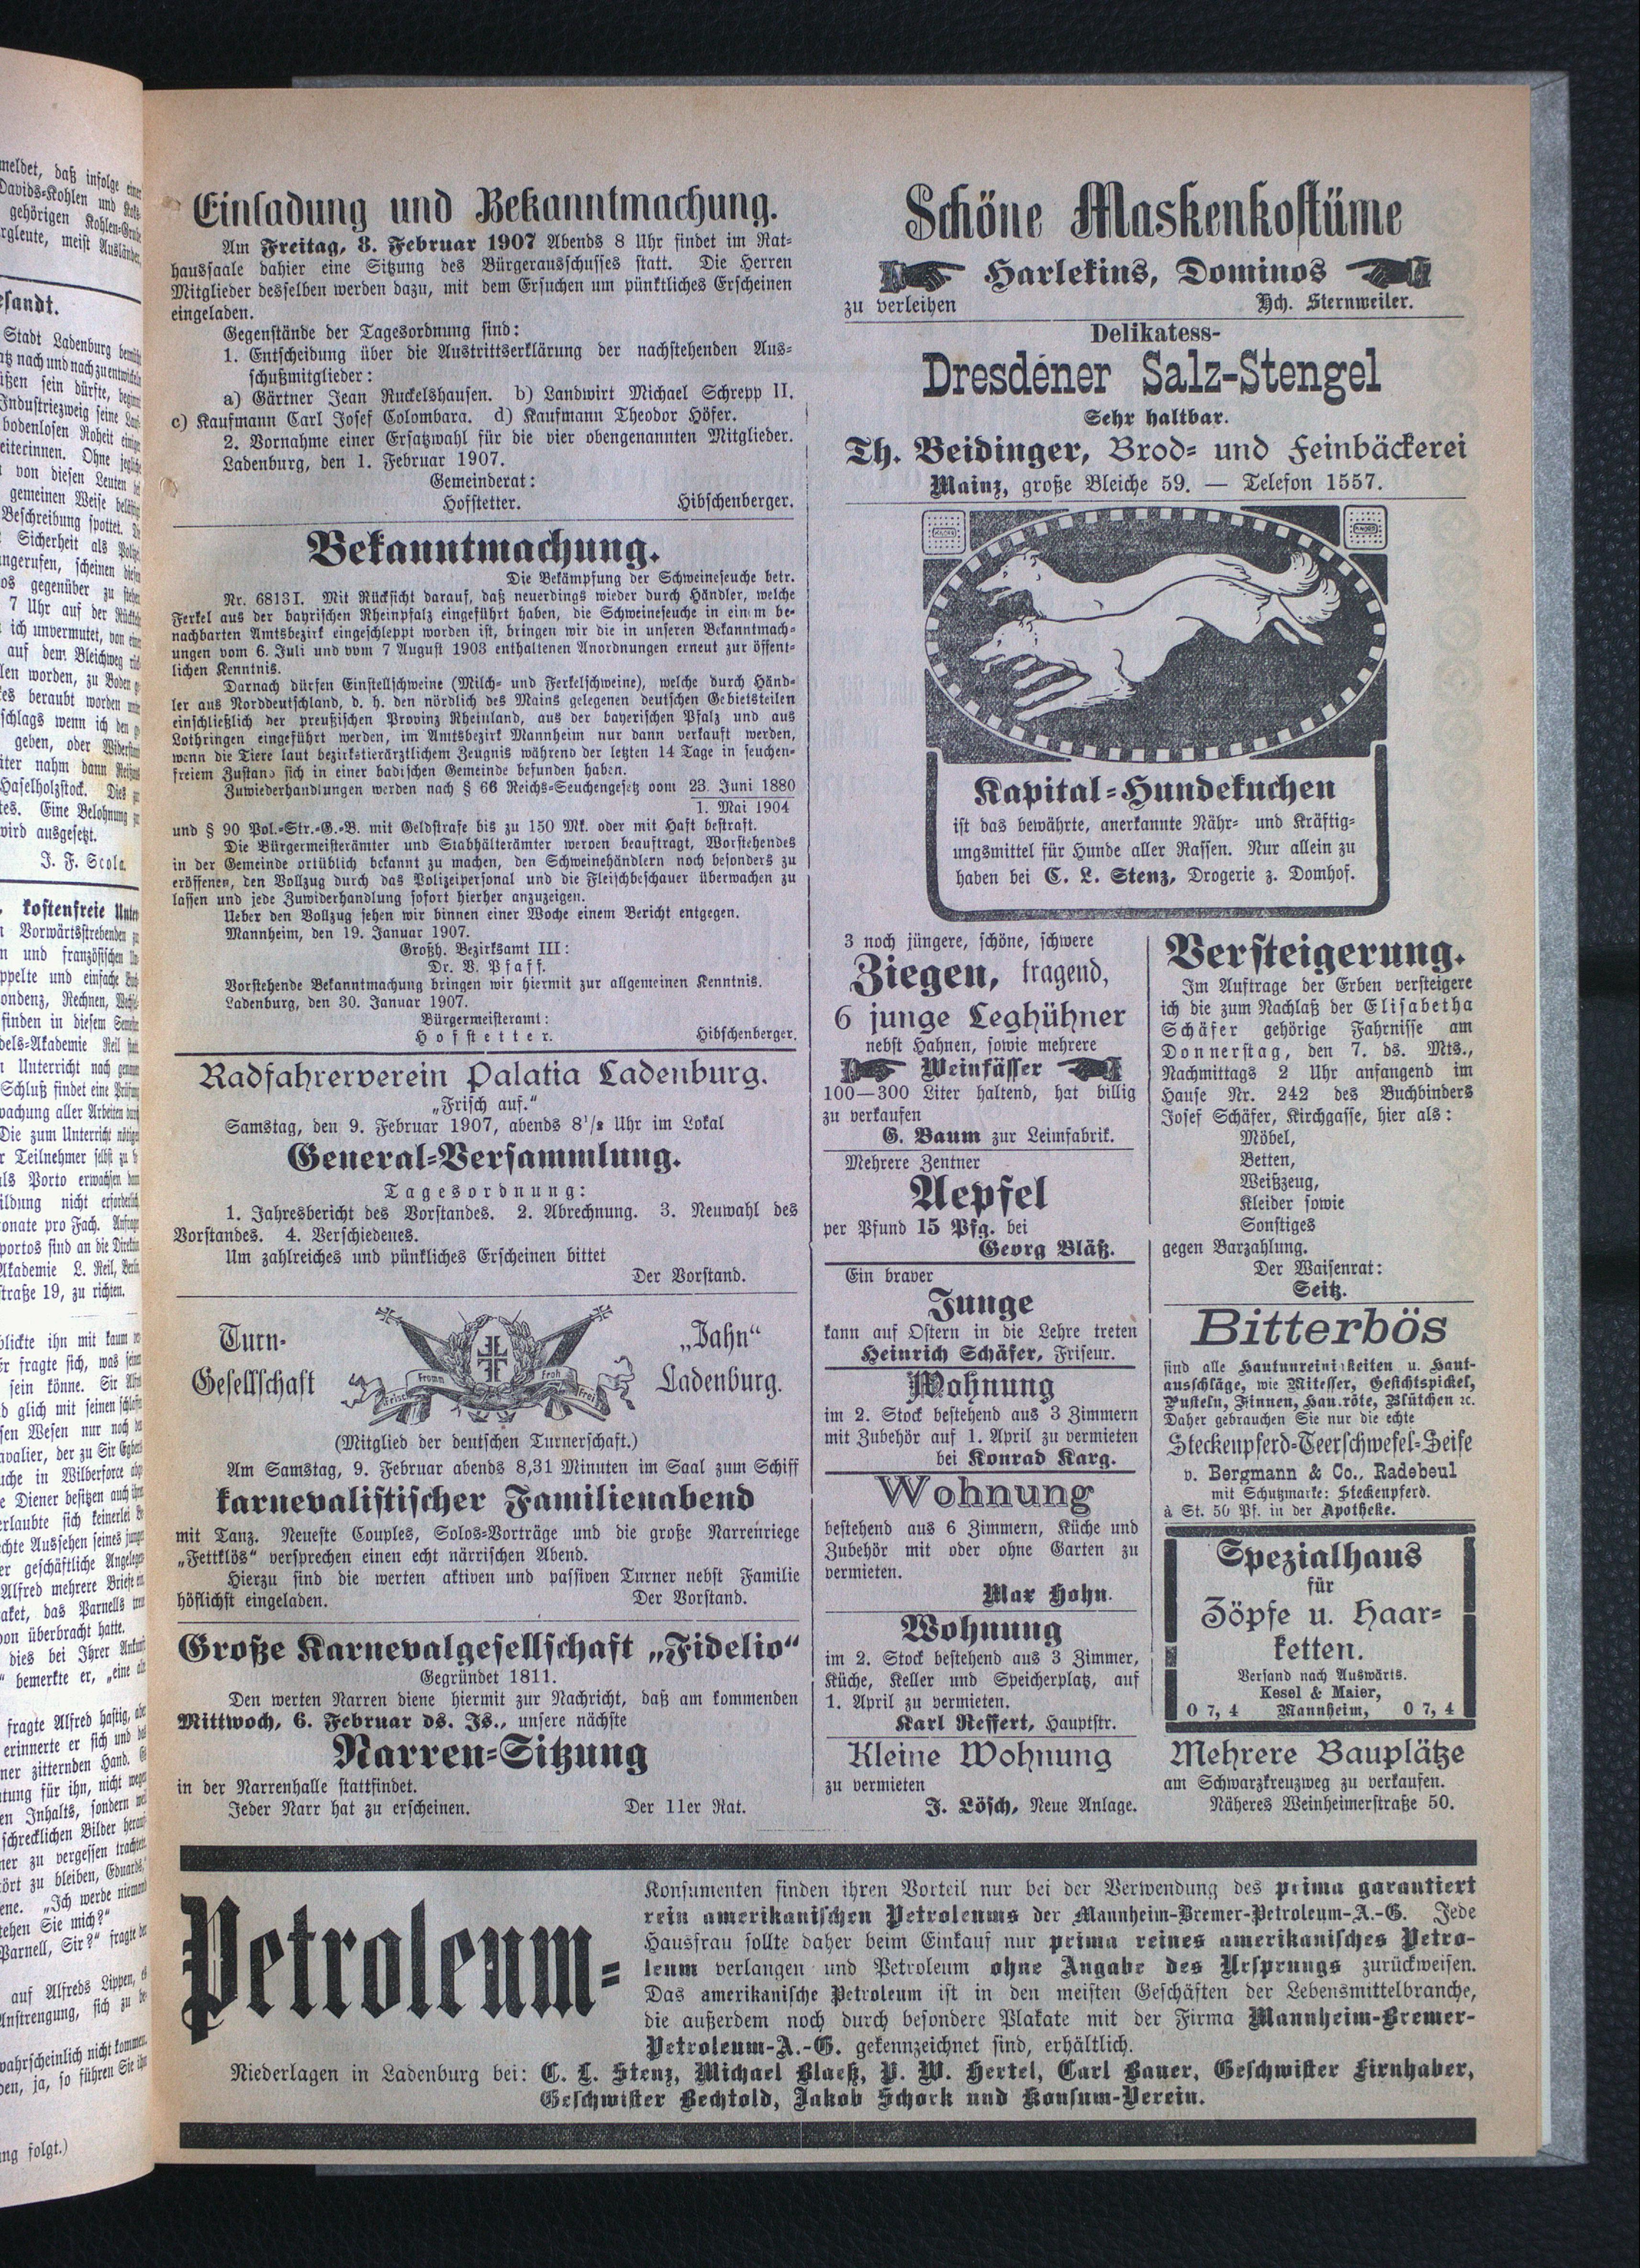 Einladung und Bekanntmachung.
Am Freitag, 8. Februar 1907 Abends 8 Uhr findet im Rat-
haussaale dahier eine Sitzung des Bürgerausschusses statt. Die Herren
Mitglieder desselben werden dazu, mit dem Ersuchen um pünktliches Erscheinen
eingeladen.
Gegenstände der Tagesordnung sind:
1. Entscheidung über die Austrittserklärung der nachstehenden Aus-
schußmitglieder:
a) Gärtner Jean Ruckelshausen. b) Landwirt Michael Schrepp II.
c) Kaufmann Carl Josef Colombara. d) Kaufmann Theodor Höfer.
2. Vornahme einer Ersatzwahl für die vier obengenannten Mitglieder.
Ladenburg, den 1. Februar 1907.
Gemeinderat:
Hofstetter. Hibschenberger.
Bekanntmachung.
Die Bekämpfung der Schweineseuche betr.
Nr. 6813 I. Mit Rücksicht darauf, daß neuerdings wieder durch Händler, welche
Ferkel aus der bayrischen Rheinpfalz eingeführt haben, die Schweineseuche in einem be-
nachbarten Amtsbezirk eingeschleppt worden ist, bringen wir die in unseren Bekanntmach-
ungen vom 6. Juli und vom 7 August 1903 enthaltenen Anordnungen erneut zur öffent-
lichen Kenntnis.
Darnach dürfen Einstellschweine (Milch- und Ferkelschweine), welche durch Händ-
ler aus Norddeutschland, d. h. den nördlich des Mains gelegenen deutschen Gebietsteilen
einschließlich der preußischen Provinz Rheinland, aus der bayerischen Pfalz und aus
Lothringen eingeführt werden, im Amtsbezirk Mannheim nur dann verkauft werden,
wenn die Tiere laut bezirkstierärztlichem Zeugnis während der letzten 14 Tage in seuchen-
freiem Zustand sich in einer badischen Gemeinde befunden haben.
Zuwiederhandlungen werden nach § 66 Reichs-Seuchengesetz vom 23. Juni 1880
1. Mai 1904
und § 90 Pol.-Str.-G.-B. mit Geldstrafe bis zu 150 Mk. oder mit Haft bestraft.
Die Bürgermeisterämter und Stabhälterämter werden beauftragt, Vorstehendes
in der Gemeinde ortüblich bekannt zu machen, den Schweinehändlern noch besonders zu
eröffenen, den Vollzug durch das Polizeipersonal und die Fleischbeschauer überwachen zu
lassen und jede Zuwiderhandlung sofort hierher anzuzeigen.
Ueber den Vollzug sehen wir binnen einer Woche einem Bericht entgegen.
Mannheim, den 19. Januar 1907.
Großh. Bezirksamt III:
Dr. V. Pfaff.
Vorstehende Bekanntmachung bringen wir hiermit zur allgemeinen Kenntnis.
Ladenburg, den 30. Januar 1907.
Bürgermeisteramt:
Hofstetter. Hibschenberger.
Radfahrerverein Palatia Ladenburg.
„Frisch auf.“
Samstag, den 9. Februar 1907, abends 8 1/2 Uhr im Lokal
General-Versammlung.
Tagesordnung:
1. Jahresbericht des Vorstandes. 2. Abrechnung. 3. Neuwahl des
Vorstandes. 4. Verschiedenes.
Um zahlreiches und pünkliches Erscheinen bittet
Der Vorstand.
Turn-
Gesellschaft
Frisch Fromm Froh Frei
„Jahn“
Ladenburg.
(Mitglied der deutschen Turnerschaft.)
Am Samstag, 9. Februar abends 8,31 Minuten im Saal zum Schiff
karnevalistischer Familienabend
mit Tanz. Neueste Couples, Solos-Vorträge und die große Narrenriege
„Fettklös“ versprechen einen echt närrischen Abend.
Hierzu sind die werten aktiven und passiven Turner nebst Familie
höflichst eingeladen. Der Vorstand.
Große Karnevalgesellschaft „Fidelio“
Gegründet 1811.
Den werten Narren diene hiermit zur Nachricht, daß am kommenden
Mittwoch, 6. Februar ds. Js., unsere nächste
Narren-Sitzung
in der Narrenhalle stattfindet.
Jeder Narr hat zu erscheinen. Der 11er Rat.
Schöne Maskenkostüme
Harlekins, Dominos
zu verleihen Hch. Sternweiler.
Delikatess-
Dresdener Salz-Stengel
Sehr haltbar.
Th. Beidinger, Brod- und Feinbäckerei
Mainz, große Bleiche 59. — Telefon 1557.
Kapital-Hundekuchen
ist das bewährte, anerkannte Nähr- und Kräftig-
ungsmittel für Hunde aller Rassen. Nur allein zu
haben bei C. L. Stenz, Drogerie z. Domhof.
3 noch jüngere, schöne, schwere
Ziegen, tragend,
6 junge Leghühner
nebst Hahnen, sowie mehrere
Weinfässer
100—300 Liter haltend, hat billig
zu verkaufen
G. Baum zur Leimfabrik.
Mehrere Zentner
Aepfel
per Pfund 15 Pfg. bei
Georg Bläß.
Ein braver
Junge
kann auf Ostern in die Lehre treten
Heinrich Schäfer, Friseur.
Wohnung
im 2. Stock bestehend aus 3 Zimmern
mit Zubehör auf 1. April zu vermieten
bei Konrad Karg.
Wohnung
bestehend aus 6 Zimmern, Küche und
Zubehör mit oder ohne Garten zu
vermieten.
Max Hohn.
Wohnung
im 2. Stock bestehend aus 3 Zimmer,
Küche, Keller und Speicherplatz, auf
1. April zu vermieten.
Karl Reffert, Hauptstr.
Kleine Wohnung
zu vermieten
J. Lösch, Neue Anlage.
Versteigerung.
Im Auftrage der Erben versteigere
ich die zum Nachlaß der Elisabetha
Schäfer gehörige Fahrnisse am
Donnerstag, den 7. ds. Mts.,
Nachmittags 2 Uhr anfangend im
Hause Nr. 242 des Buchbinders
Josef Schäfer, Kirchgasse, hier als:
Möbel,
Betten,
Weißzeug,
Kleider sowie
Sonstiges
gegen Barzahlung.
Der Waisenrat:
Seitz.
Bitterbös
sind alle Hautunreinigkeiten u. Haut-
ausschläge, wie Mitesser, Gesichtspickel,
Pusteln, Finnen, Hautröte, Blütchen ꝛc.
Daher gebrauchen Sie nur die echte
Steckenpferd-Teerschwefel-Seife
v. Bergmann & Co., Radebeul
mit Schutzmarke: Steckenpferd.
à St. 50 Pf. in der Apotheke.
Spezialhaus
für
Zöpfe u. Haar-
ketten.
Versand nach Auswärts.
Kesel & Maier,
O 7, 4 Mannheim, O 7, 4
Mehrere Bauplätze
am Schwarzkreuzweg zu verkaufen.
Näheres Weinheimerstraße 50.
Petroleum-
Konsumenten finden ihren Vorteil nur bei der Verwendung des prima garantiert
rein amerikanischen Petroleums der Mannheim-Bremer-Petroleum-A.-G. Jede
Hausfrau sollte daher beim Einkauf nur prima reines amerikanisches Petro-
leum verlangen und Petroleum ohne Angabe des Ursprungs zurückweisen.
Das amerikanische Petroleum ist in den meisten Geschäften der Lebensmittelbranche,
die außerdem noch durch besondere Plakate mit der Firma Mannheim-Bremer-
Petroleum-A.-G. gekennzeichnet sind, erhältlich.
Niederlagen in Ladenburg bei: C. L. Stenz, Michael Blaeß, P. W. Hertel, Carl Bauer, Geschwister Firnhaber,
Geschwister Bechtold, Jakob Schork und Konsum-Verein.